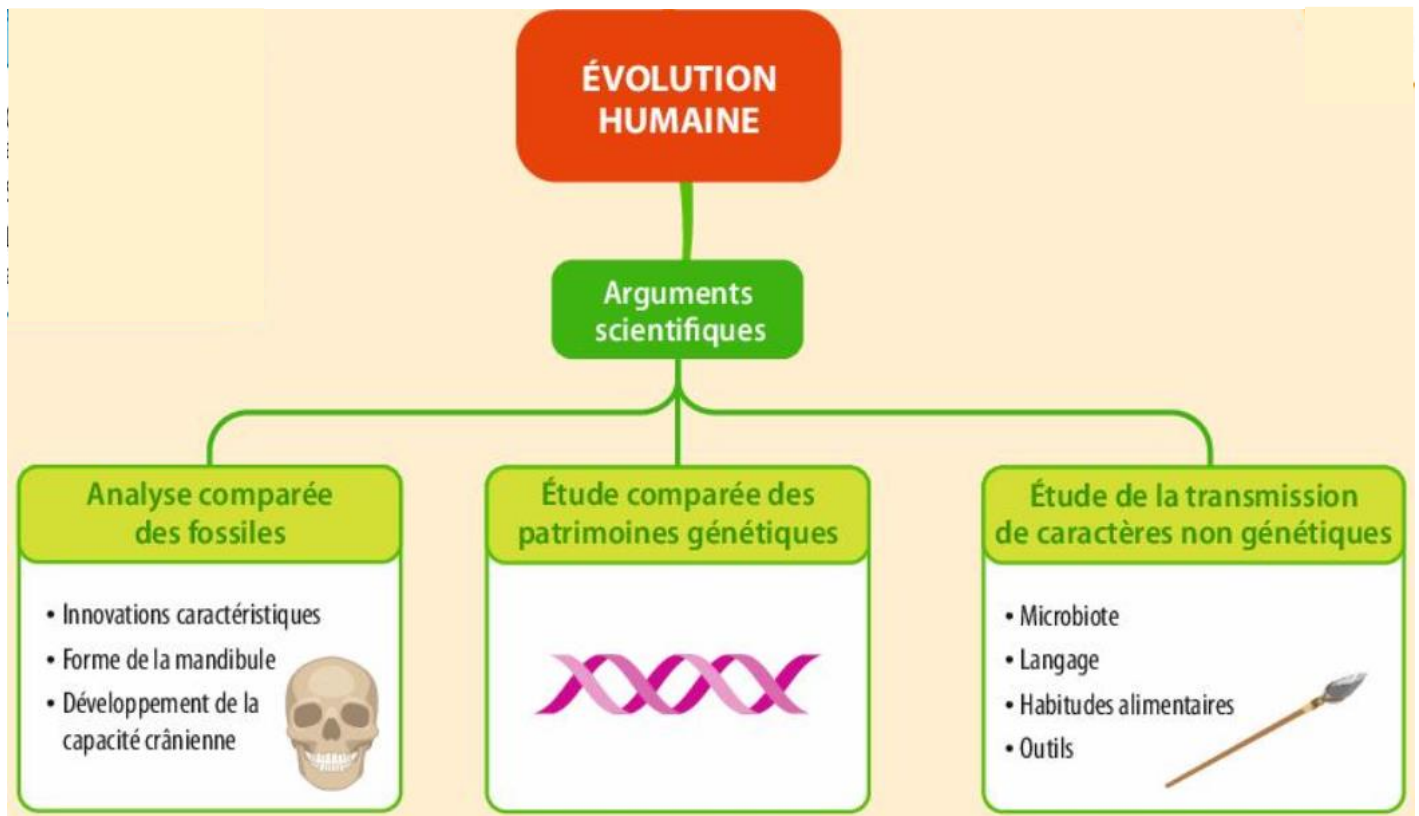 ÉVOLUTION
HUMAINE
Arguments
scientifiques
Analyse comparée
des fossiles
• Innovations caractéristiques
• Forme de la mandibule
• Développement de la
capacité crânienne
Étude comparée des
patrimoines génétiques
Étude de la transmission
de caractères non génétiques
• Microbiote
• Langage
• Habitudes alimentaires
• Outils